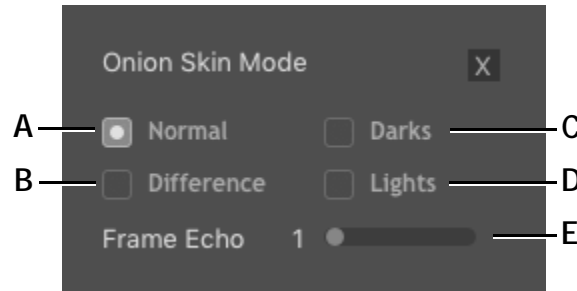 Onion Skin Mode X
A Normal Darks C
B Difference Lights D
Frame Echo 1 E